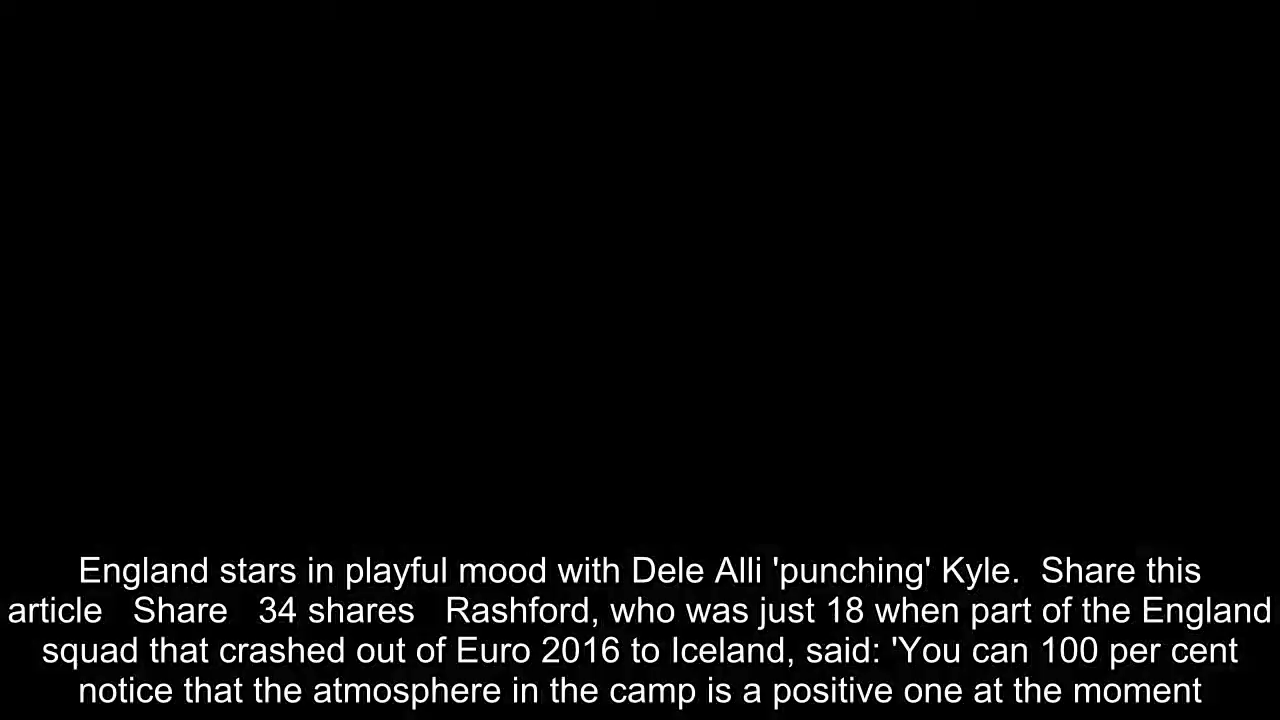 England stars in playful mood with Dele Alli 'punching' Kyle.  Share this
article   Share   34 shares   Rashford, who was just 18 when part of the England
squad that crashed out of Euro 2016 to Iceland, said: 'You can 100 per cent
notice that the atmosphere in the camp is a positive one at the moment